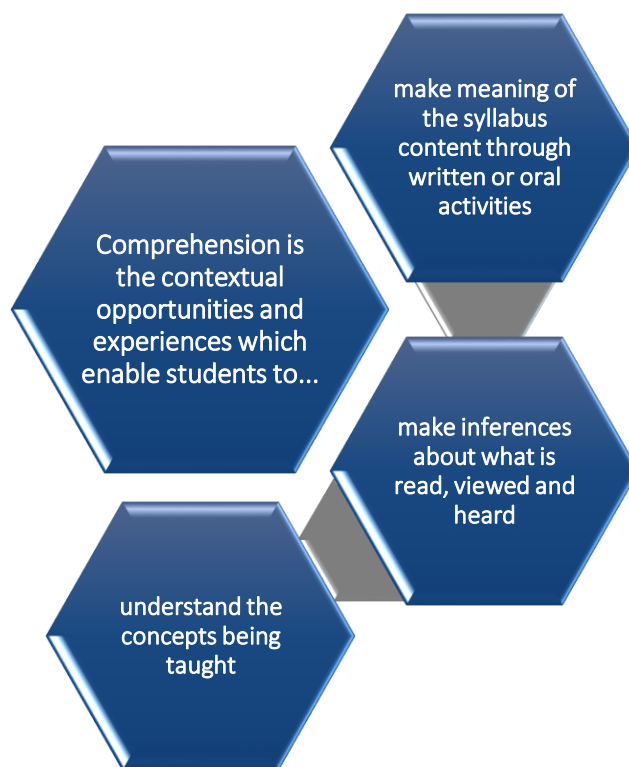 Comprehension is
the contextual
opportunities and
experiences which
enable students to...
make meaning of
the syllabus
content through
written or oral
activities
make inferences
about what is
read, viewed and
heard
understand the
concepts being
taught